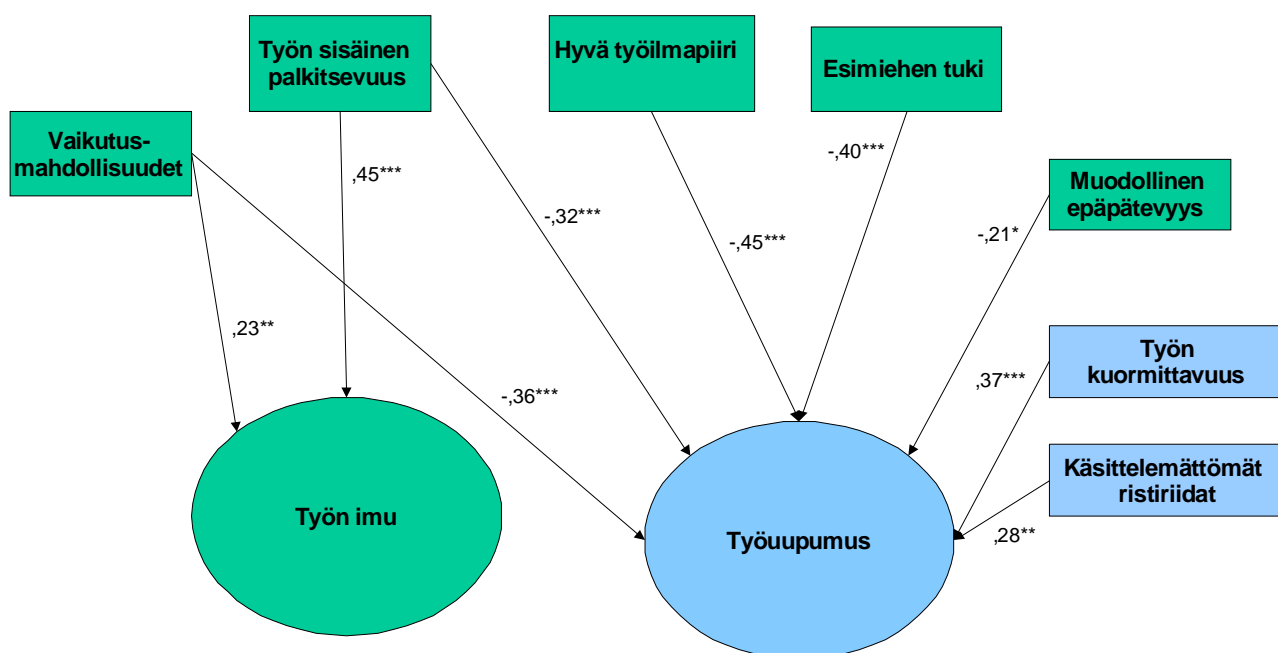 Työn sisäinen
palkitsevuus
Hyvä työilmapiiri
Esimiehen tuki
Vaikutus-
mahdollisuudet
,45***
-,40***
Muodollinen
epäpätevyys
-,32***
-,45***
-,21*
,23**
Työn
kuormittavuus
,37***
-,36***
Käsittelemättömät
ristiriidat
Työn imu
Työuupumus
,28**